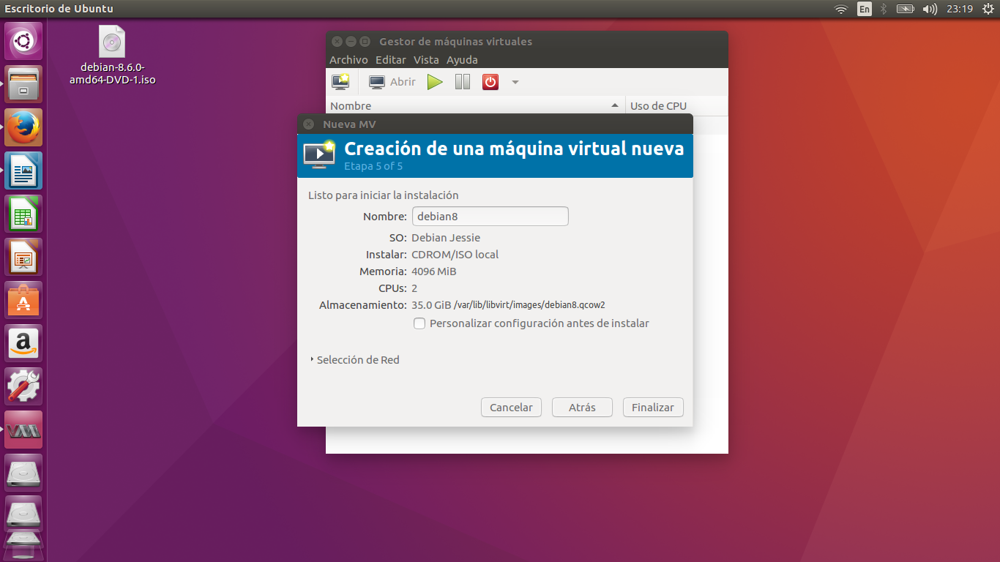 Escritorio de Ubuntu
En
23:19
debian-8.6.0-
amd64-DVD-1.iso
Gestor de máquinas virtuales
Archivo Editar Vista Ayuda
Abrir
Nombre Uso de CPU
Nueva MV
Creación de una máquina virtual nueva
Etapa 5 of 5
Listo para iniciar la instalación
Nombre: debian8
SO: Debian Jessie
Instalar: CDROM/ISO local
Memoria: 4096 MiB
CPUs: 2
Almacenamiento: 35.0 GiB /var/lib/libvirt/images/debian8.qcow2
Personalizar configuración antes de instalar
Selección de Red
Cancelar Atrás Finalizar